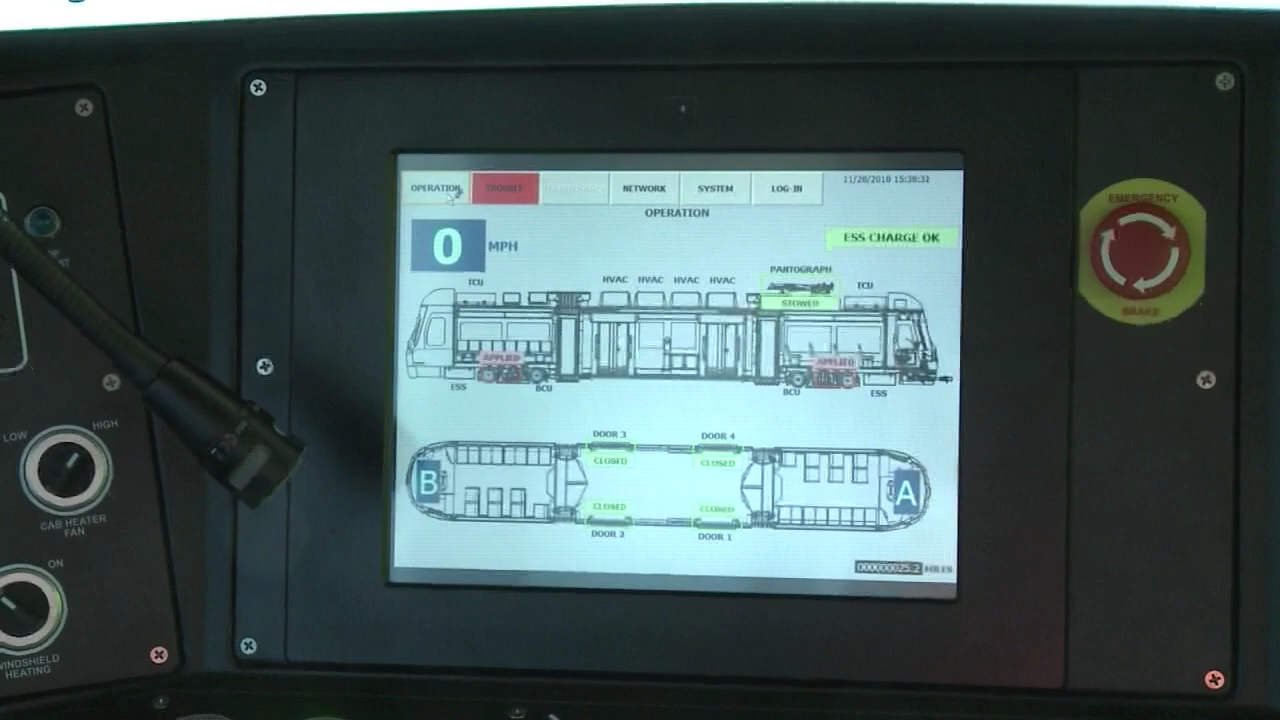 OPERATION TROUBLE MAINTENANCE NETWORK SYSTEM LOG-IN 11/28/2018 15:38:32
OPERATION
0 MPH
ESS CHARGE OK
TCU HVAC HVAC HVAC HVAC PANTOGRAPH TCU
STOWED
APPLIED APPLIED
ESS BCU BCU ESS
DOOR 3 DOOR 4
CLOSED CLOSED
B A
CLOSED CLOSED
DOOR 2 DOOR 1
000000025.2 MILES
EMERGENCY
BRAKE
LOW HIGH
CAB HEATER
FAN
ON
WINDSHIELD
HEATING